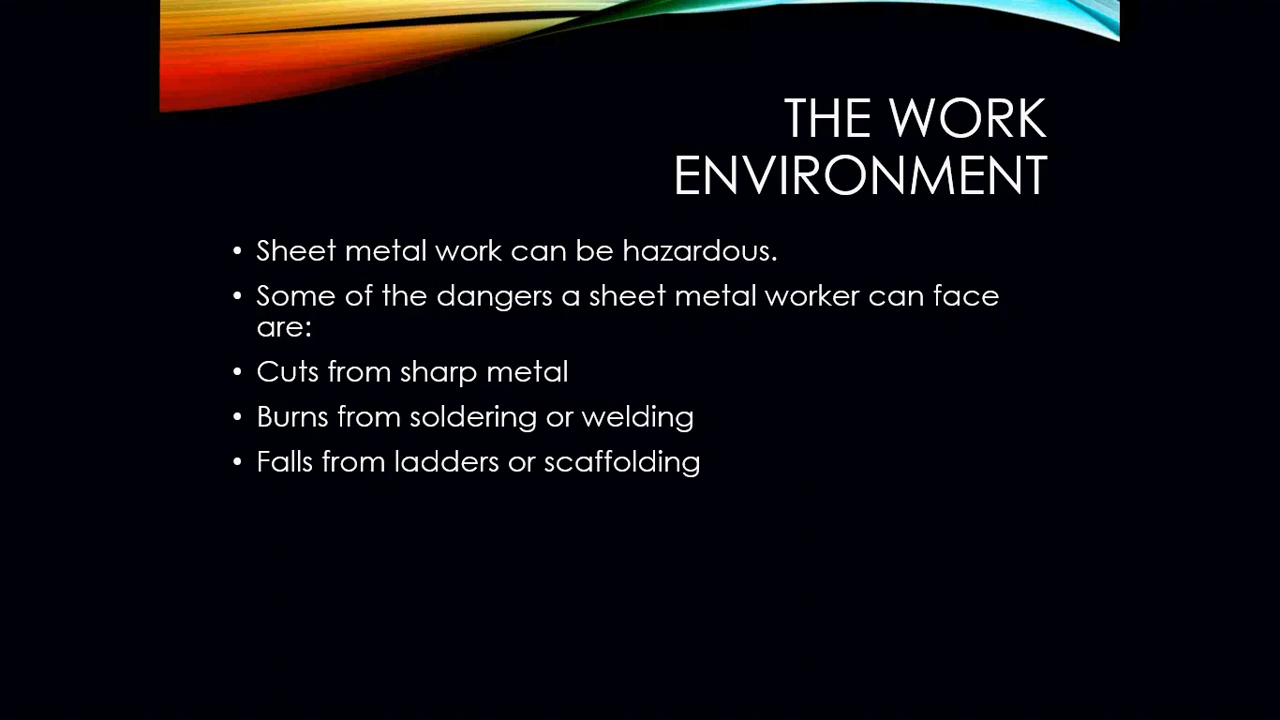 THE WORK
ENVIRONMENT
• Sheet metal work can be hazardous.
• Some of the dangers a sheet metal worker can face
are:
• Cuts from sharp metal
• Burns from soldering or welding
• Falls from ladders or scaffolding